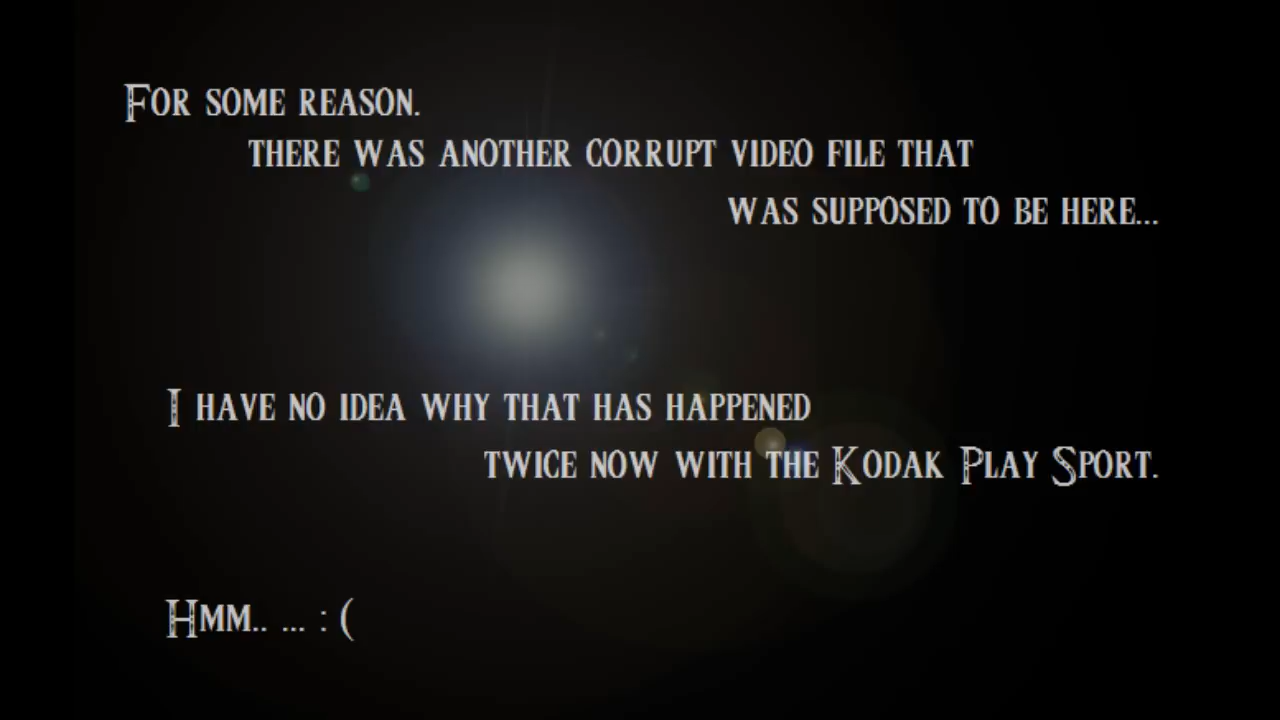 For some reason.
there was another corrupt video file that
was supposed to be here...
I have no idea why that has happened
twice now with the Kodak Play Sport.
Hmm.. ... : (